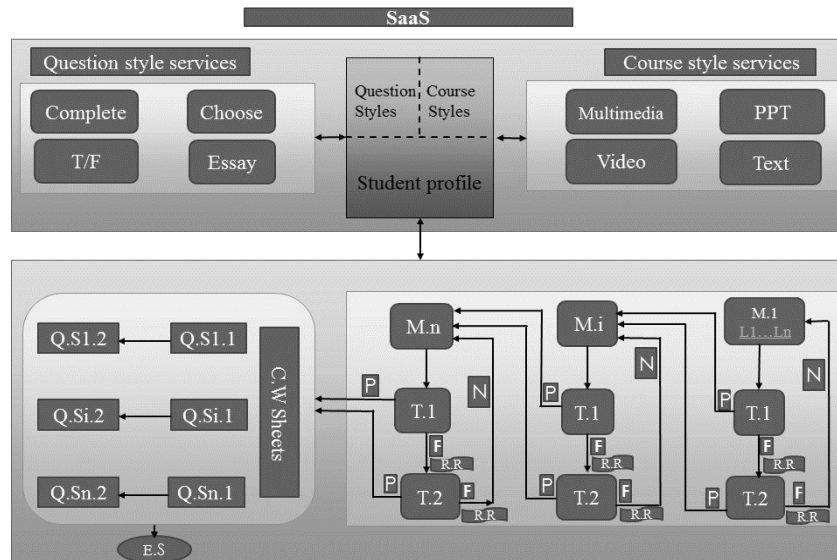 SaaS
Question style services
Complete
Choose
T/F
Essay
Question Course
Styles Styles
Student profile
Course style services
Multimedia
PPT
Video
Text
Q.S1.2
Q.S1.1
Q.Si.2
Q.Si.1
Q.Sn.2
Q.Sn.1
C.W Sheets
E.S
M.n
T.1
T.2
P
P
N
F
R.R
F
R.R
M.i
T.1
T.2
P
P
N
F
R.R
F
R.R
M.1
L1…Ln
T.1
T.2
P
P
N
F
R.R
F
R.R